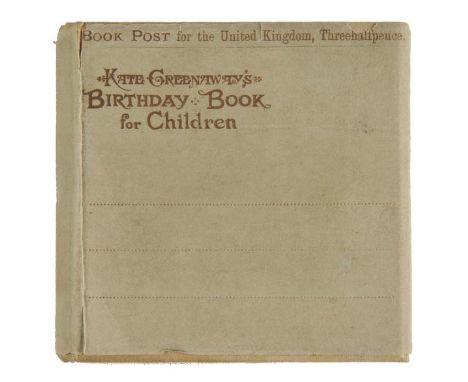 Book Post for the United Kingdom, Threehalfpence.
Kate Greenaway's
Birthday Book
for Children